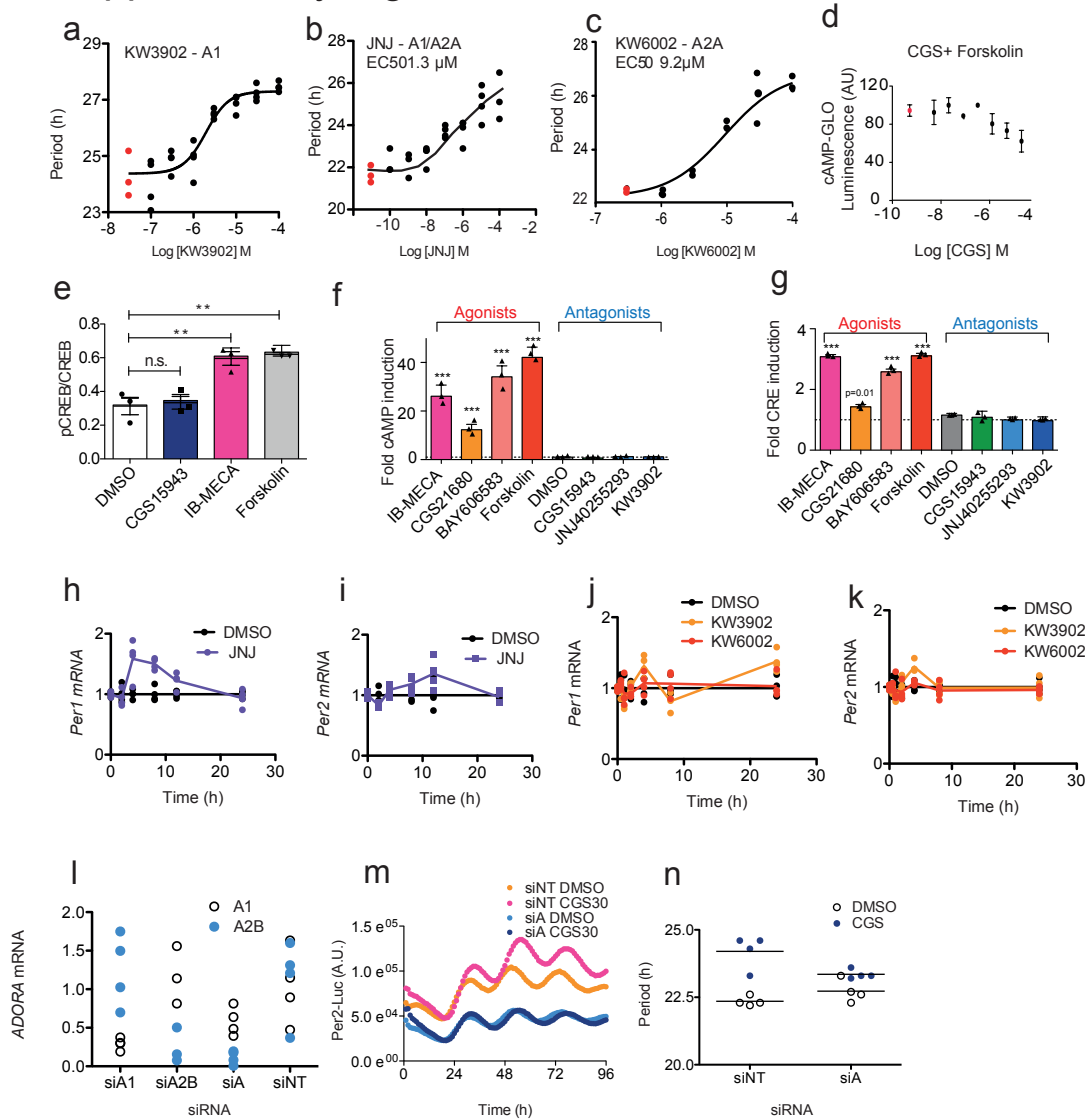 a
KW3902 - A1
Period (h)
29
27
25
23
-8
-7
-6
-5
-4
Log [KW3902] M
b
JNJ - A1/A2A
EC501.3 µM
Period (h)
28
26
24
22
20
-10
-8
-6
-4
-2
Log [JNJ] M
c
KW6002 - A2A
EC50 9.2µM
Period (h)
28
26
24
22
-7
-6
-5
-4
Log [KW6002] M
d
CGS+ Forskolin
cAMP-GLO
Luminescence (AU)
120
80
40
0
-10
-8
-6
-4
Log [CGS] M
e
pCREB/CREB
0.8
0.6
0.4
0.2
0.0
n.s.
**
**
DMSO
CGS15943
IB-MECA
Forskolin
f
Agonists
Antagonists
Fold cAMP induction
40
20
***
***
***
***
IB-MECA
CGS21680
BAY606583
Forskolin
DMSO
CGS15943
JNJ40255293
KW3902
g
Agonists
Antagonists
Fold CRE induction
4
2
0
***
p=0.01
***
***
IB-MECA
CGS21680
BAY606583
Forskolin
DMSO
CGS15943
JNJ40255293
KW3902
h
DMSO
JNJ
Per1 mRNA
2
1
0
0
10
20
30
Time (h)
i
DMSO
JNJ
Per2 mRNA
2
1
0
0
10
20
30
Time (h)
j
DMSO
KW3902
KW6002
Per1 mRNA
2
1
0
0
10
20
30
Time (h)
k
DMSO
KW3902
KW6002
Per2 mRNA
2
1
0
0
10
20
30
Time (h)
l
A1
A2B
ADORA mRNA
2.0
1.5
1.0
0.5
0.0
siA1
siA2B
siA
siNT
siRNA
m
siNT DMSO
siNT CGS30
siA DMSO
siA CGS30
Per2-Luc (A.U.)
1.5 e05
1.0 e05
5.0 e04
0.0 e00
0
24
48
72
96
Time (h)
n
DMSO
CGS
Period (h)
25.0
22.5
20.0
siNT
siA
siRNA